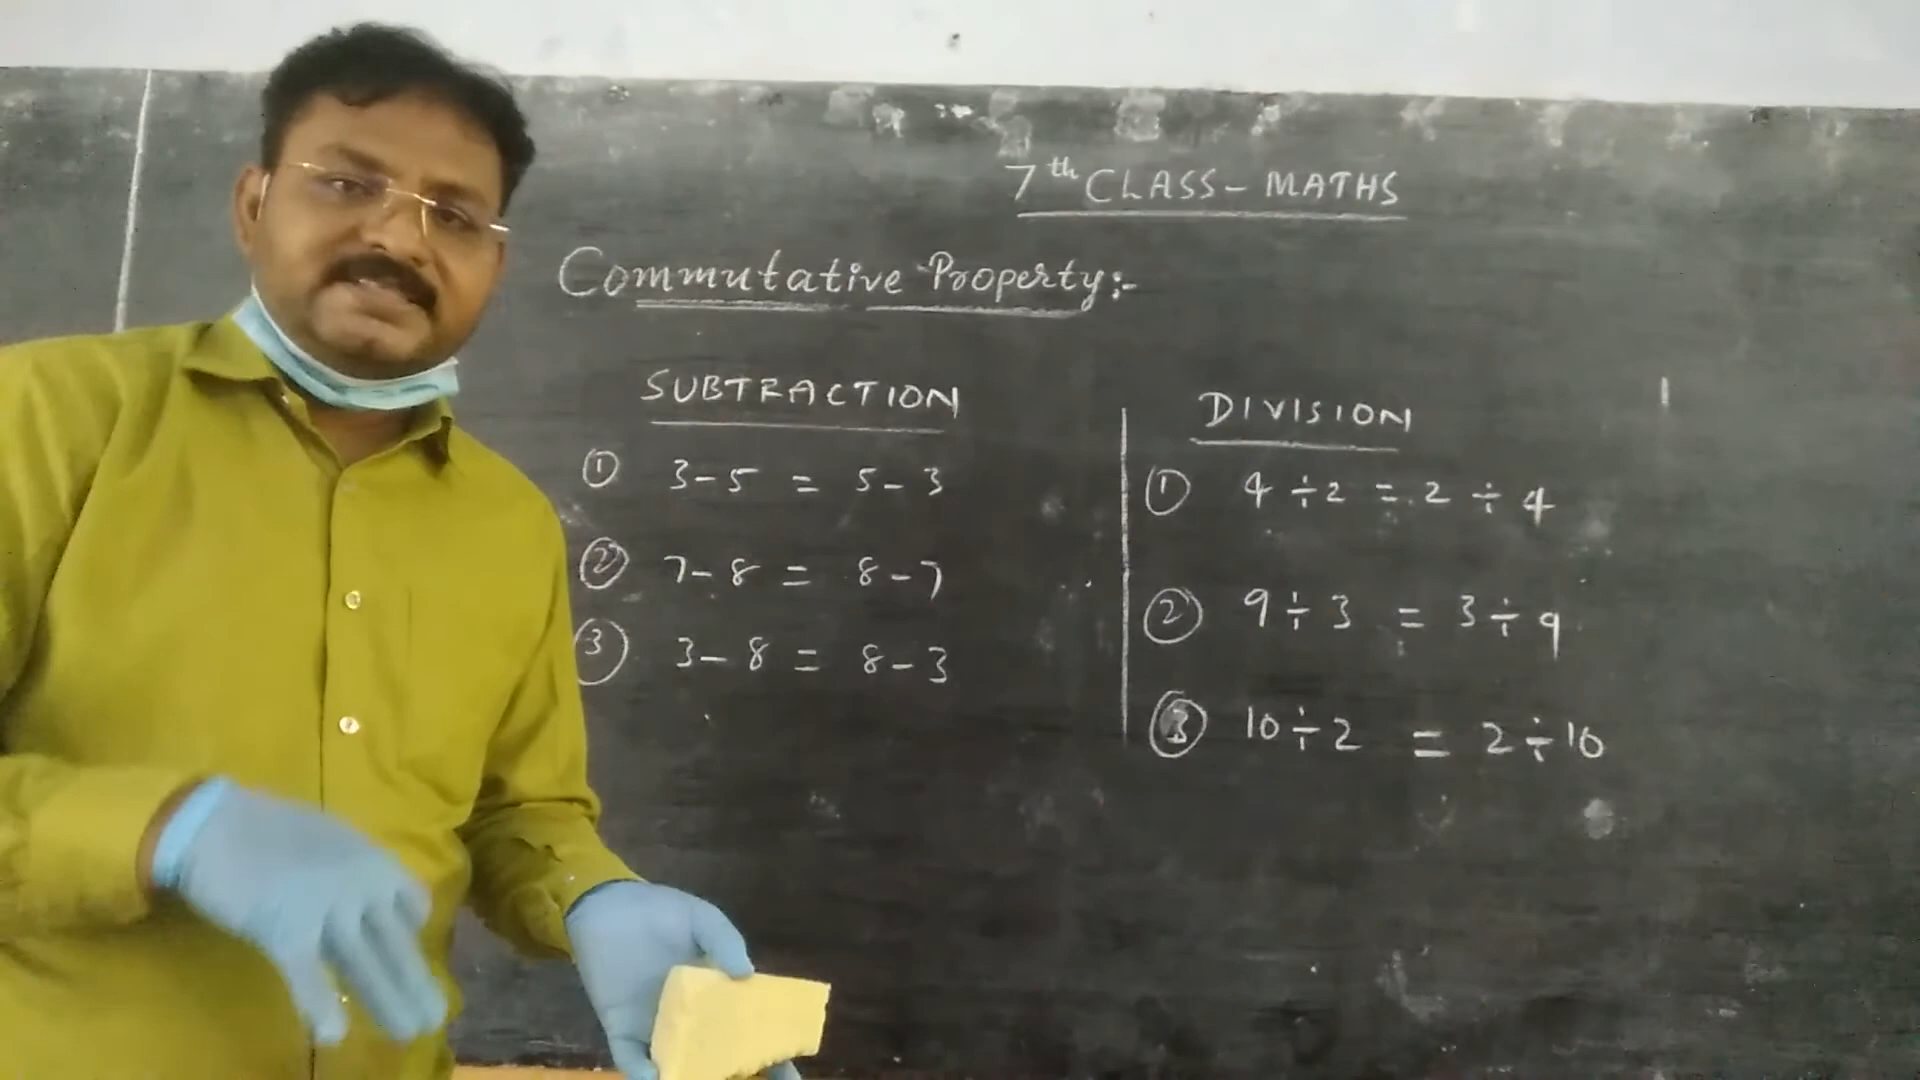 7th CLASS - MATHS
Commutative Property:-
SUBTRACTION
① 3-5 = 5-3
② 7-8 = 8-7
③ 3-8 = 8-3
DIVISION
① 4 ÷ 2 = 2 ÷ 4
② 9 ÷ 3 = 3 ÷ 9
③ 10 ÷ 2 = 2 ÷ 10